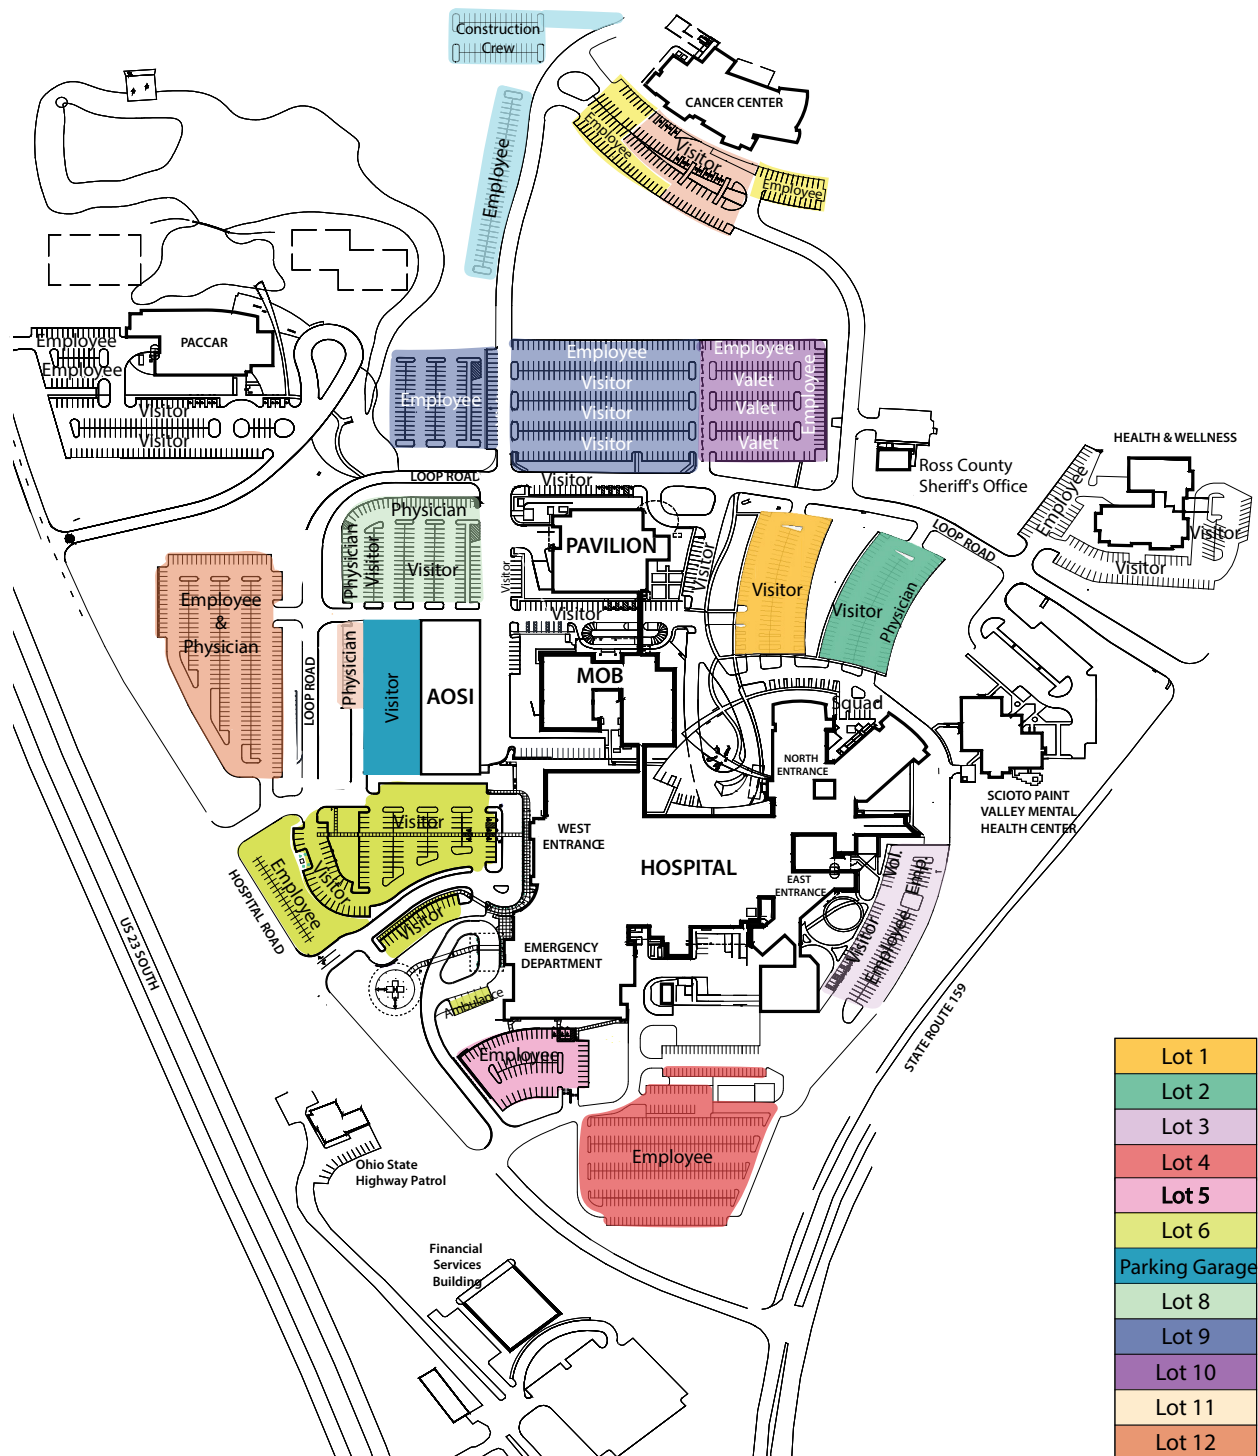 Construction
Crew
CANCER CENTER
Employee
Visitor
Employee
Employee
PACCAR
Employee
Employee
Visitor
Visitor
Employee
Employee
Visitor
Visitor
Visitor
Employee
Valet
Valet
Valet
Employee
LOOP ROAD
Visitor
Ross County
Sheriff's Office
HEALTH & WELLNESS
Employee
Visitor
Visitor
LOOP ROAD
Physician
Physician
Visitor
Visitor
PAVILION
Visitor
Visitor
Visitor
Visitor
Visitor
Physician
Employee
&
Physician
LOOP ROAD
Physician
Visitor
AOSI
MOB
Squad
NORTH
ENTRANCE
SCIOTO PAINT
VALLEY MENTAL
HEALTH CENTER
Visitor
WEST
ENTRANCE
HOSPITAL
EAST
ENTRANCE
Vol.
Emp
Visitor
Employee
Employee
Visitor
Employee
Visitor
HOSPITAL ROAD
US 23 SOUTH
EMERGENCY
DEPARTMENT
Ambulance
Employee
STATE ROUTE 159
Employee
Ohio State
Highway Patrol
Financial
Services
Building
Lot 1
Lot 2
Lot 3
Lot 4
Lot 5
Lot 6
Parking Garage
Lot 8
Lot 9
Lot 10
Lot 11
Lot 12